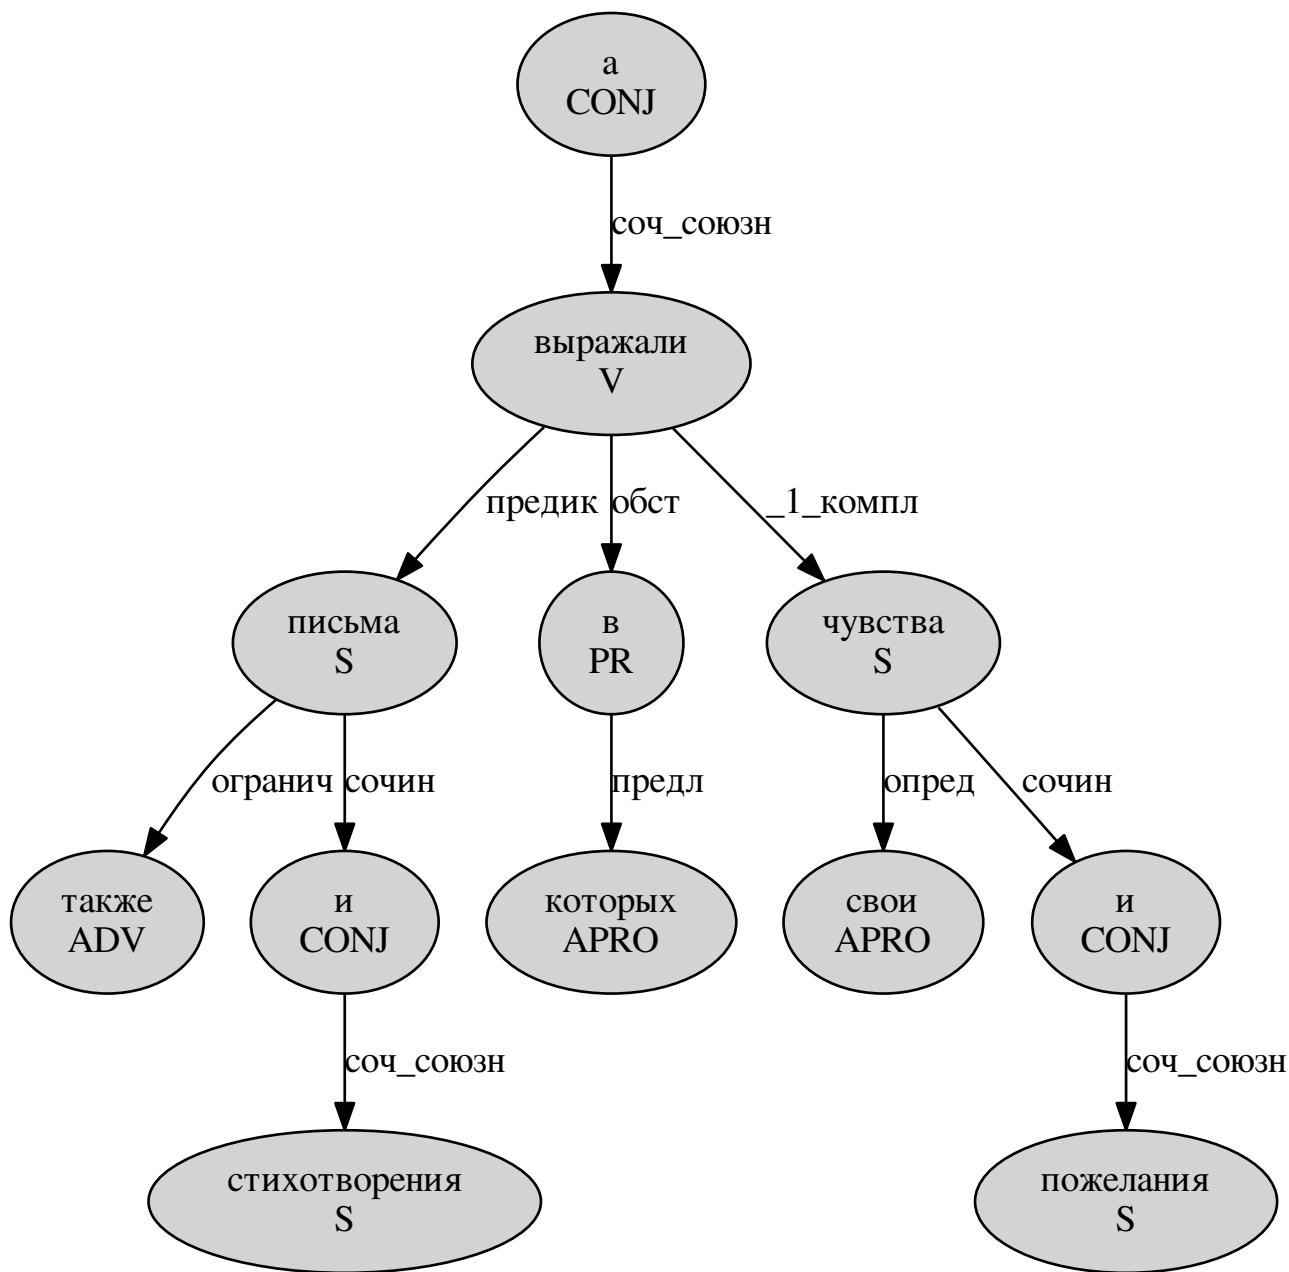 а
CONJ
соч_союзн
выражали
V
предик
обст
_1_компл
письма
S
в
PR
чувства
S
огранич
сочин
предл
опред
сочин
также
ADV
и
CONJ
которых
APRO
свои
APRO
и
CONJ
соч_союзн
соч_союзн
стихотворения
S
пожелания
S